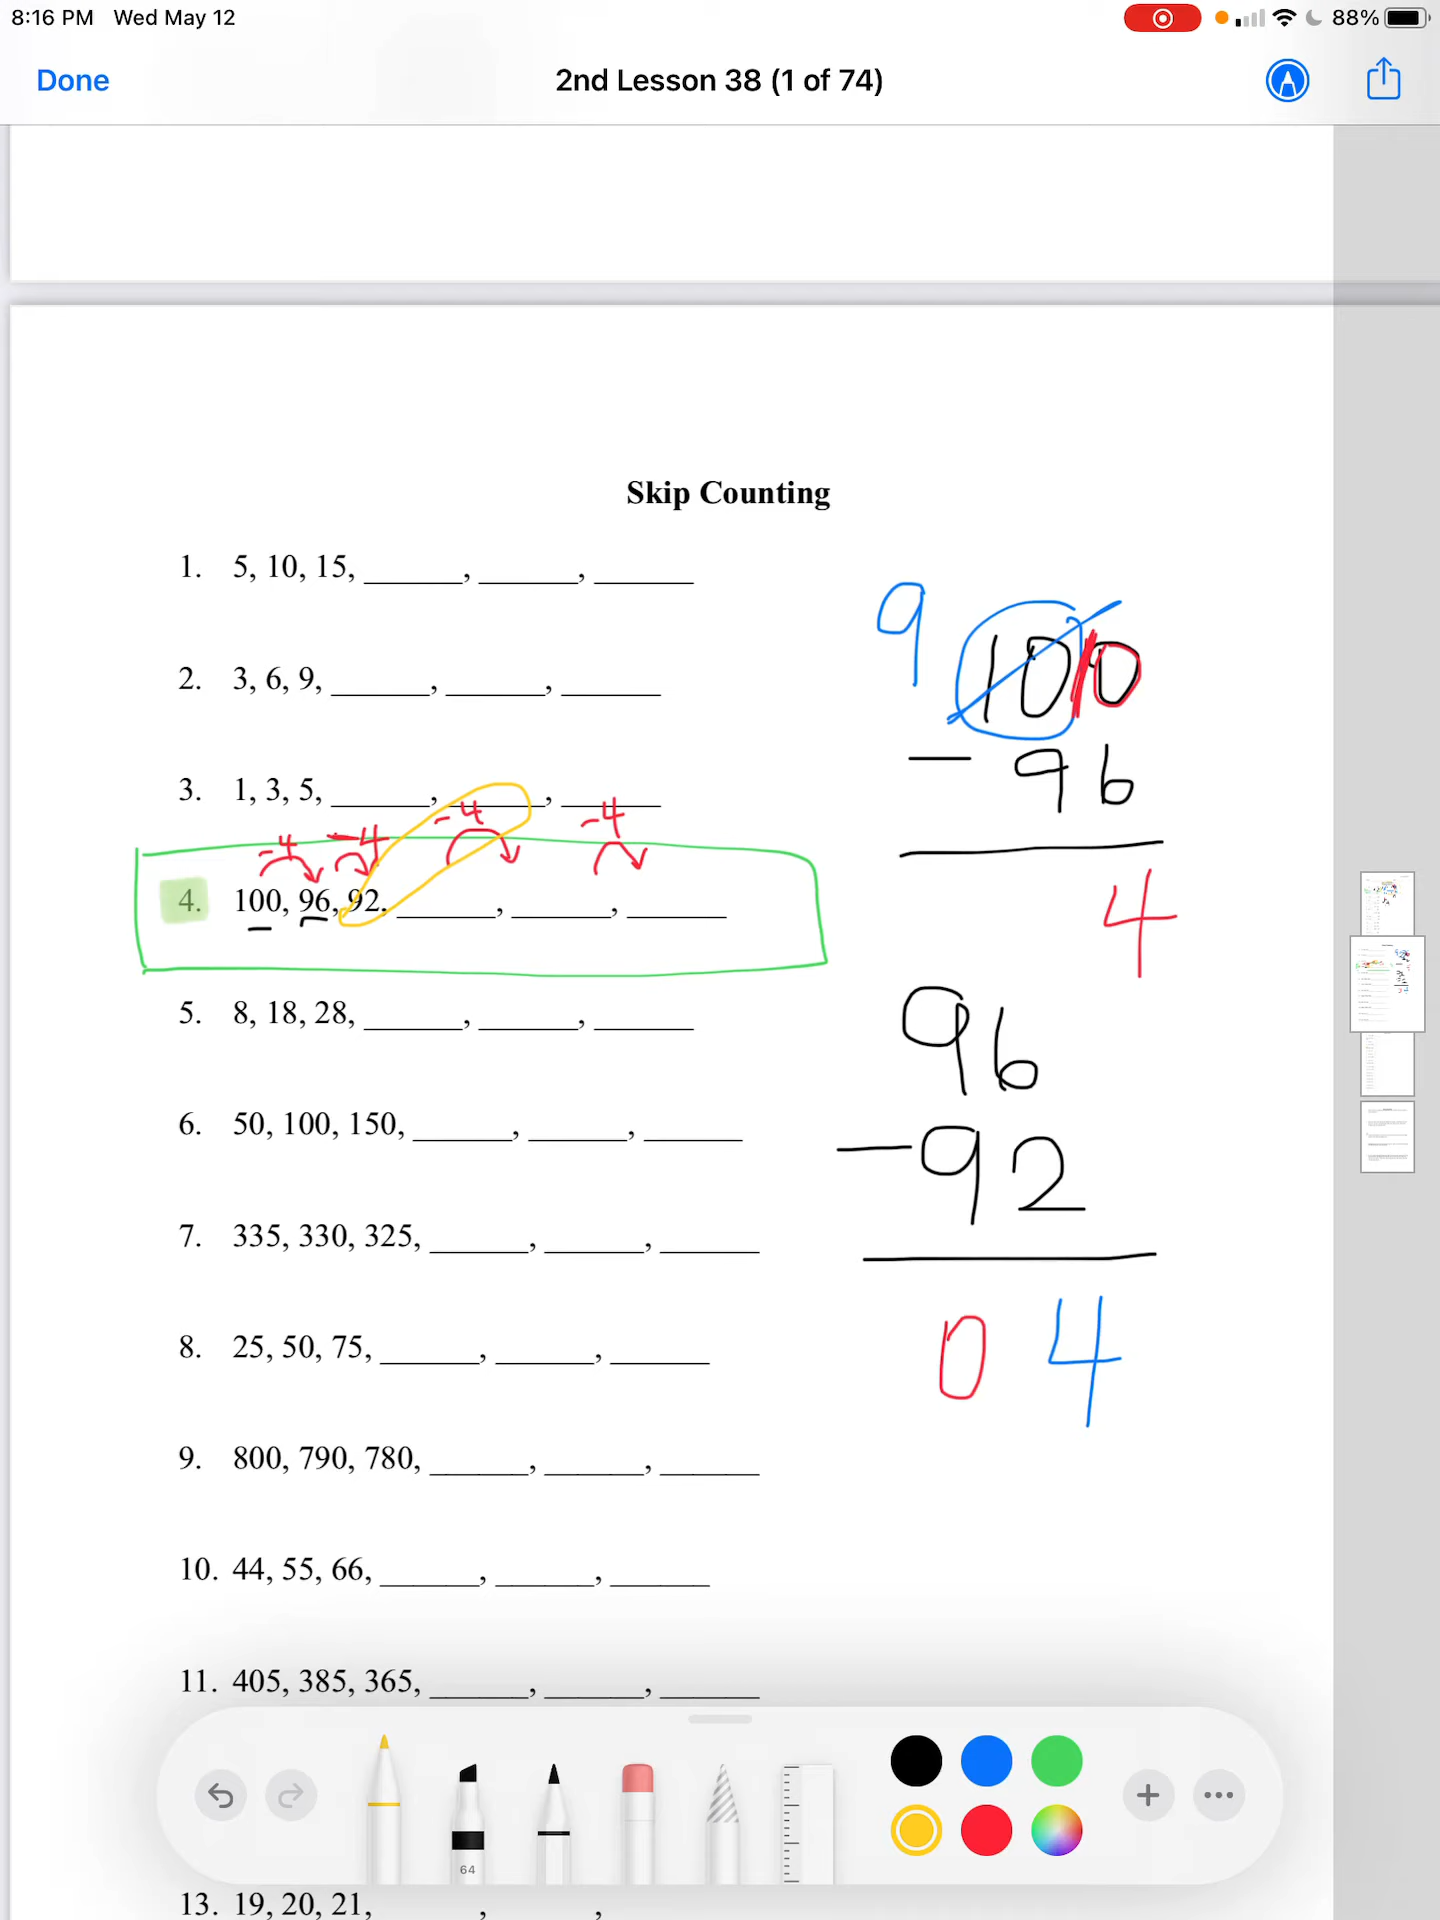 8:16 PM Wed May 12 88%
Done 2nd Lesson 38 (1 of 74)
Skip Counting
1. 5, 10, 15, ______, ______, ______
2. 3, 6, 9, ______, ______, ______
3. 1, 3, 5, ______, ______, ______
-4 -4 -4 -4
4. 100, 96, 92, ______, ______, ______
5. 8, 18, 28, ______, ______, ______
6. 50, 100, 150, ______, ______, ______
7. 335, 330, 325, ______, ______, ______
8. 25, 50, 75, ______, ______, ______
9. 800, 790, 780, ______, ______, ______
10. 44, 55, 66, ______, ______, ______
11. 405, 385, 365, ______, ______, ______
13. 19, 20, 21, ______, ______,
9 10 10
- 96
4
96
- 92
0 4
64